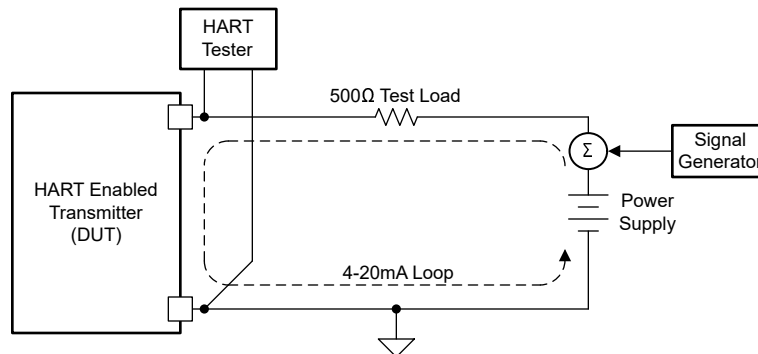 HART
Tester
500Ω Test Load
Σ
Signal
Generator
HART Enabled
Transmitter
(DUT)
Power
Supply
4-20mA Loop